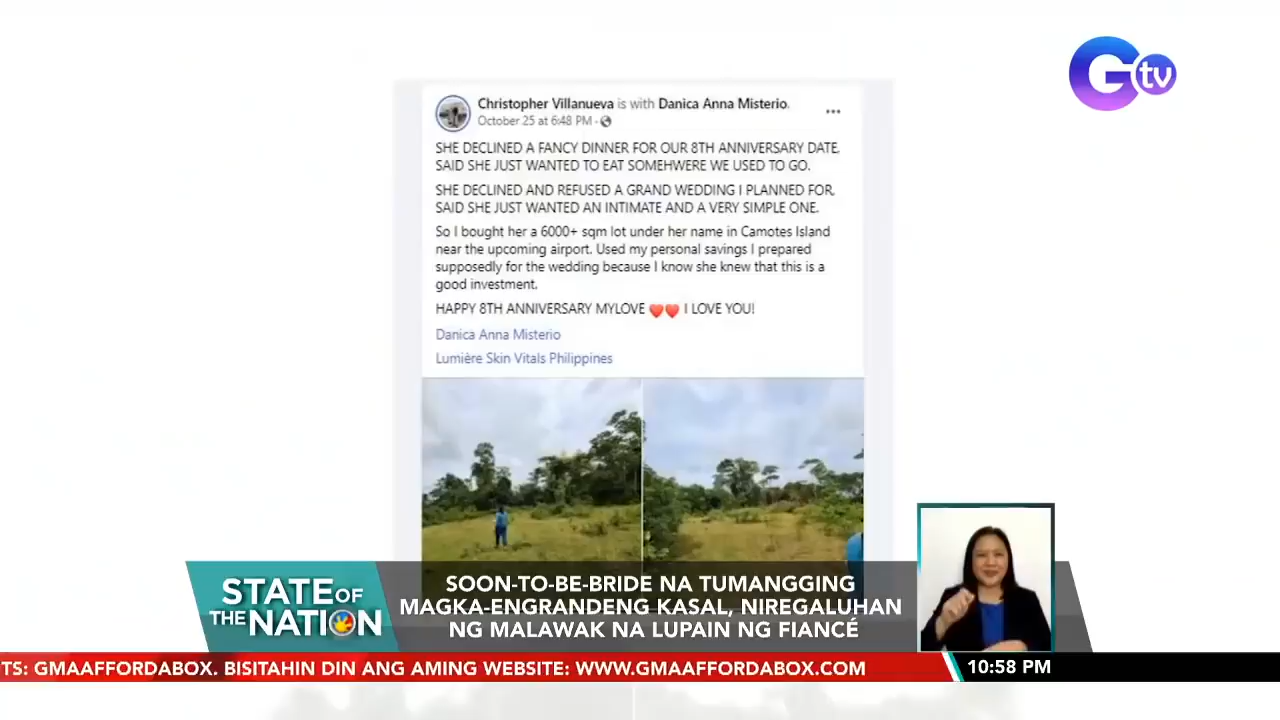 Gtv
Christopher Villanueva is with Danica Anna Misterio.
October 25 at 6:48 PM ·
SHE DECLINED A FANCY DINNER FOR OUR 8TH ANNIVERSARY DATE.
SAID SHE JUST WANTED TO EAT SOMEHWERE WE USED TO GO.
SHE DECLINED AND REFUSED A GRAND WEDDING I PLANNED FOR,
SAID SHE JUST WANTED AN INTIMATE AND A VERY SIMPLE ONE.
So I bought her a 6000+ sqm lot under her name in Camotes Island
near the upcoming airport. Used my personal savings I prepared
supposedly for the wedding because I know she knew that this is a
good investment.
HAPPY 8TH ANNIVERSARY MYLOVE ❤️❤️ I LOVE YOU!
Danica Anna Misterio
Lumière Skin Vitals Philippines
STATE OF
THE NATION
SOON-TO-BE-BRIDE NA TUMANGGING
MAGKA-ENGRANDENG KASAL, NIREGALUHAN
NG MALAWAK NA LUPAIN NG FIANCÉ
TS: GMAAFFORDABOX. BISITAHIN DIN ANG AMING WEBSITE: WWW.GMAAFFORDABOX.COM
10:58 PM